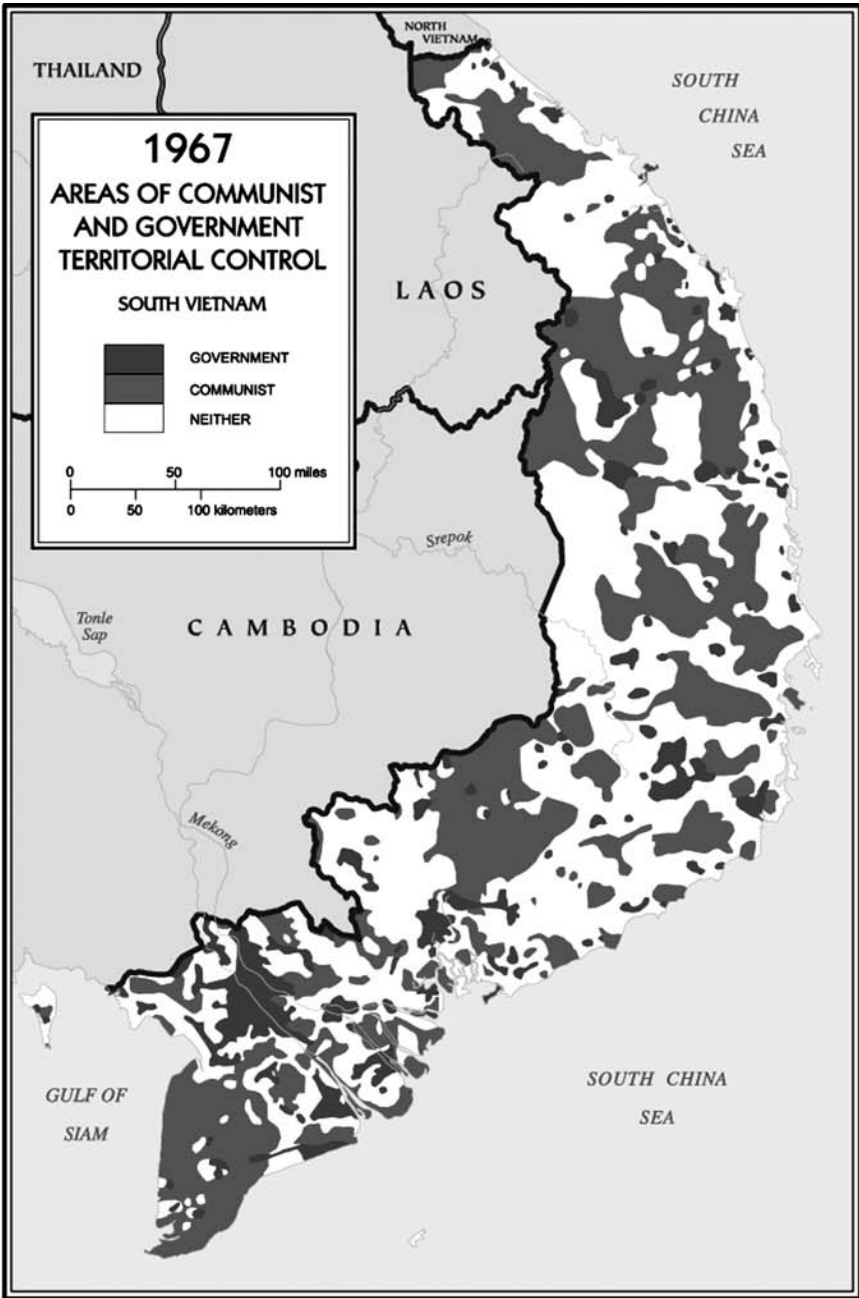 NORTH
VIETNAM
THAILAND
SOUTH
CHINA
SEA
1967
AREAS OF COMMUNIST
AND GOVERNMENT
TERRITORIAL CONTROL
SOUTH VIETNAM
GOVERNMENT
COMMUNIST
NEITHER
0 50 100 miles
0 50 100 kilometers
LAOS
Srepok
Tonle
Sap
CAMBODIA
Mekong
GULF OF
SIAM
SOUTH CHINA
SEA